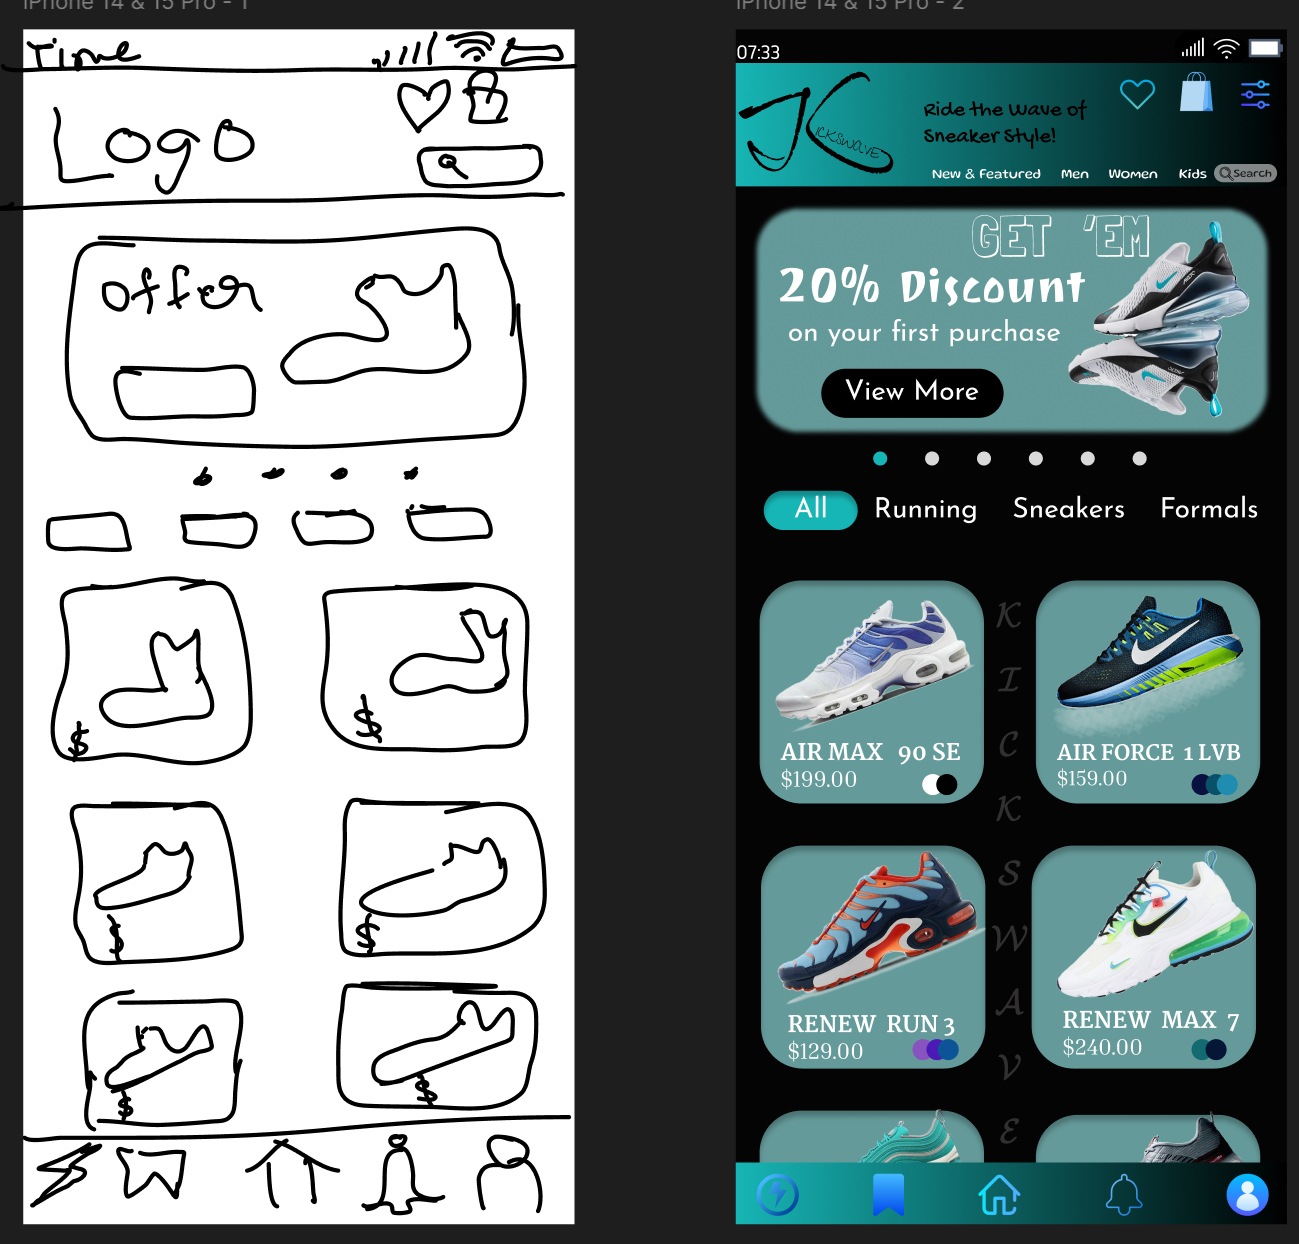 iPhone 14 & 15 Pro - 1
Time
Logo
offer
$
$
$
$
$
$
iPhone 14 & 15 Pro - 2
07:33
KICKSWAVE
Ride the Wave of
Sneaker Style!
New & Featured Men Women Kids Search
GET 'EM
20% Discount
on your first purchase
View More
All Running Sneakers Formals
AIR MAX 90 SE
$199.00
AIR FORCE 1 LVB
$159.00
RENEW RUN 3
$129.00
RENEW MAX 7
$240.00
K
I
C
K
S
W
A
V
E